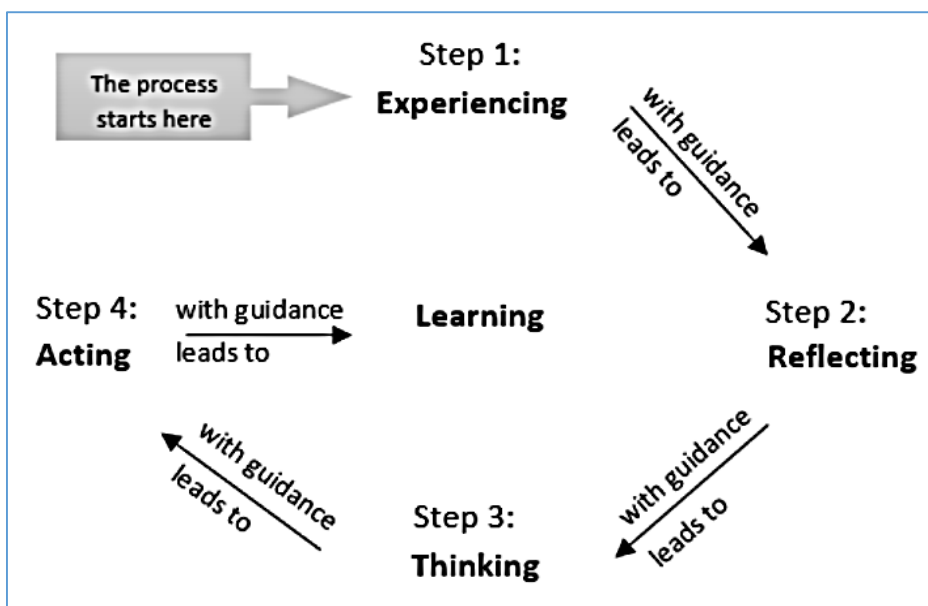 The process
starts here
Step 1:
Experiencing
with guidance
leads to
Step 2:
Reflecting
with guidance
leads to
Step 3:
Thinking
with guidance
leads to
Step 4:
Acting
with guidance
leads to
Learning